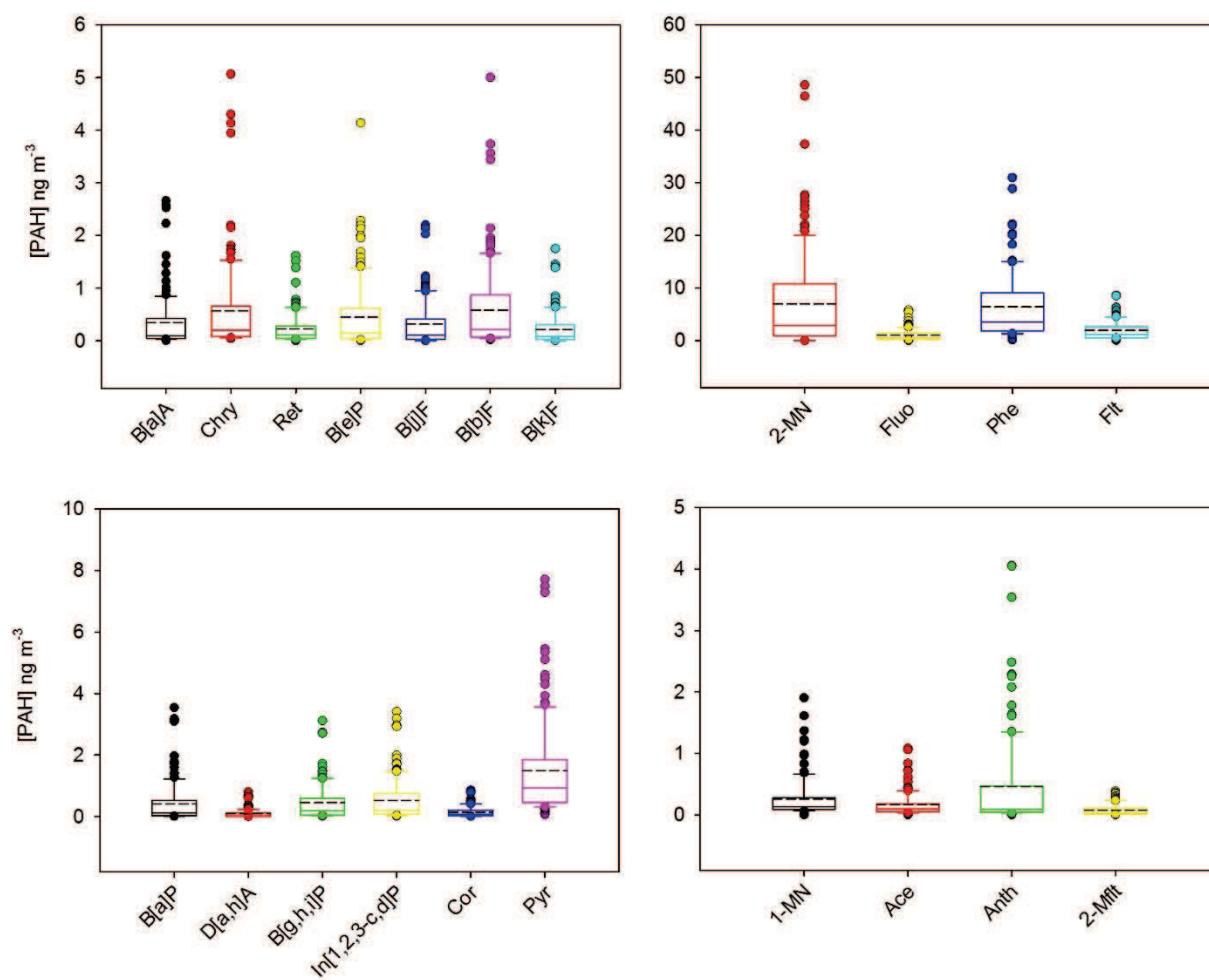 6
5
4
3
2
1
0
[PAH] ng m⁻³
B[a]A
Chry
Ret
B[e]P
B[j]F
B[b]F
B[k]F
60
50
40
30
20
10
0
2-MN
Fluo
Phe
Flt
10
8
6
4
2
0
[PAH] ng m⁻³
B[a]P
D[a,h]A
B[g,h,i]P
In[1,2,3-c,d]P
Cor
Pyr
5
4
3
2
1
0
1-MN
Ace
Anth
2-Mflt